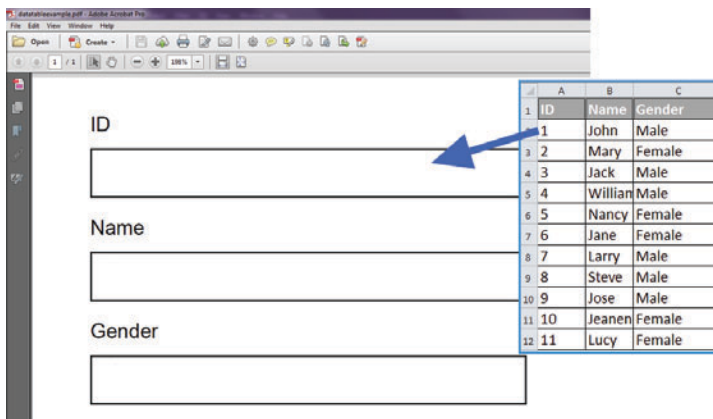 datatableexample.pdf - Adobe Acrobat Pro
File Edit View Window Help
Open Create
1 / 1 198%
ID
Name
Gender
A B C
1 ID Name Gender
1 John Male
3 2 Mary Female
4 3 Jack Male
5 4 William Male
6 5 Nancy Female
7 6 Jane Female
8 7 Larry Male
9 8 Steve Male
10 9 Jose Male
11 10 Jeanen Female
12 11 Lucy Female